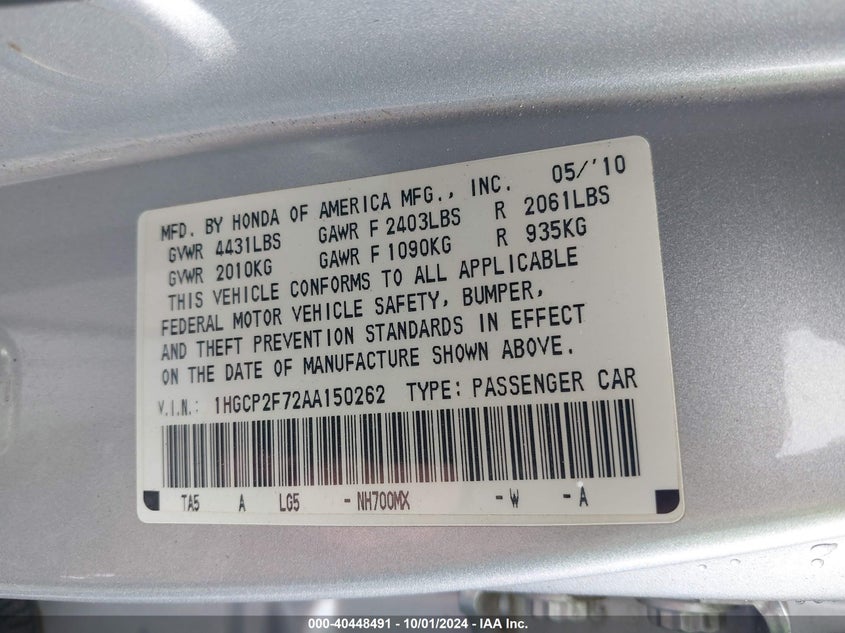 MFD. BY HONDA OF AMERICA MFG., INC. 05/'10
GVWR 4431LBS GAWR F 2403LBS R 2061LBS
GVWR 2010KG GAWR F 1090KG R 935KG
THIS VEHICLE CONFORMS TO ALL APPLICABLE
FEDERAL MOTOR VEHICLE SAFETY, BUMPER,
AND THEFT PREVENTION STANDARDS IN EFFECT
ON THE DATE OF MANUFACTURE SHOWN ABOVE.
V.I.N.: 1HGCP2F72AA150262 TYPE: PASSENGER CAR
TA5 A LG5 -NH700MX -W -A
000-40448491 - 10/01/2024 - IAA Inc.